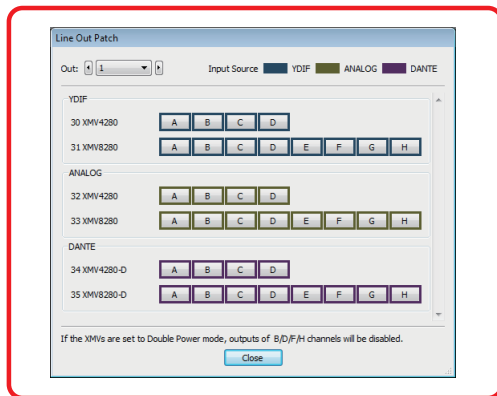 Line Out Patch
Out: 1 Input Source YDIF ANALOG DANTE
YDIF
30 XMV4280 A B C D
31 XMV8280 A B C D E F G H
ANALOG
32 XMV4280 A B C D
33 XMV8280 A B C D E F G H
DANTE
34 XMV4280-D A B C D
35 XMV8280-D A B C D E F G H
If the XMVs are set to Double Power mode, outputs of B/D/F/H channels will be disabled.
Close